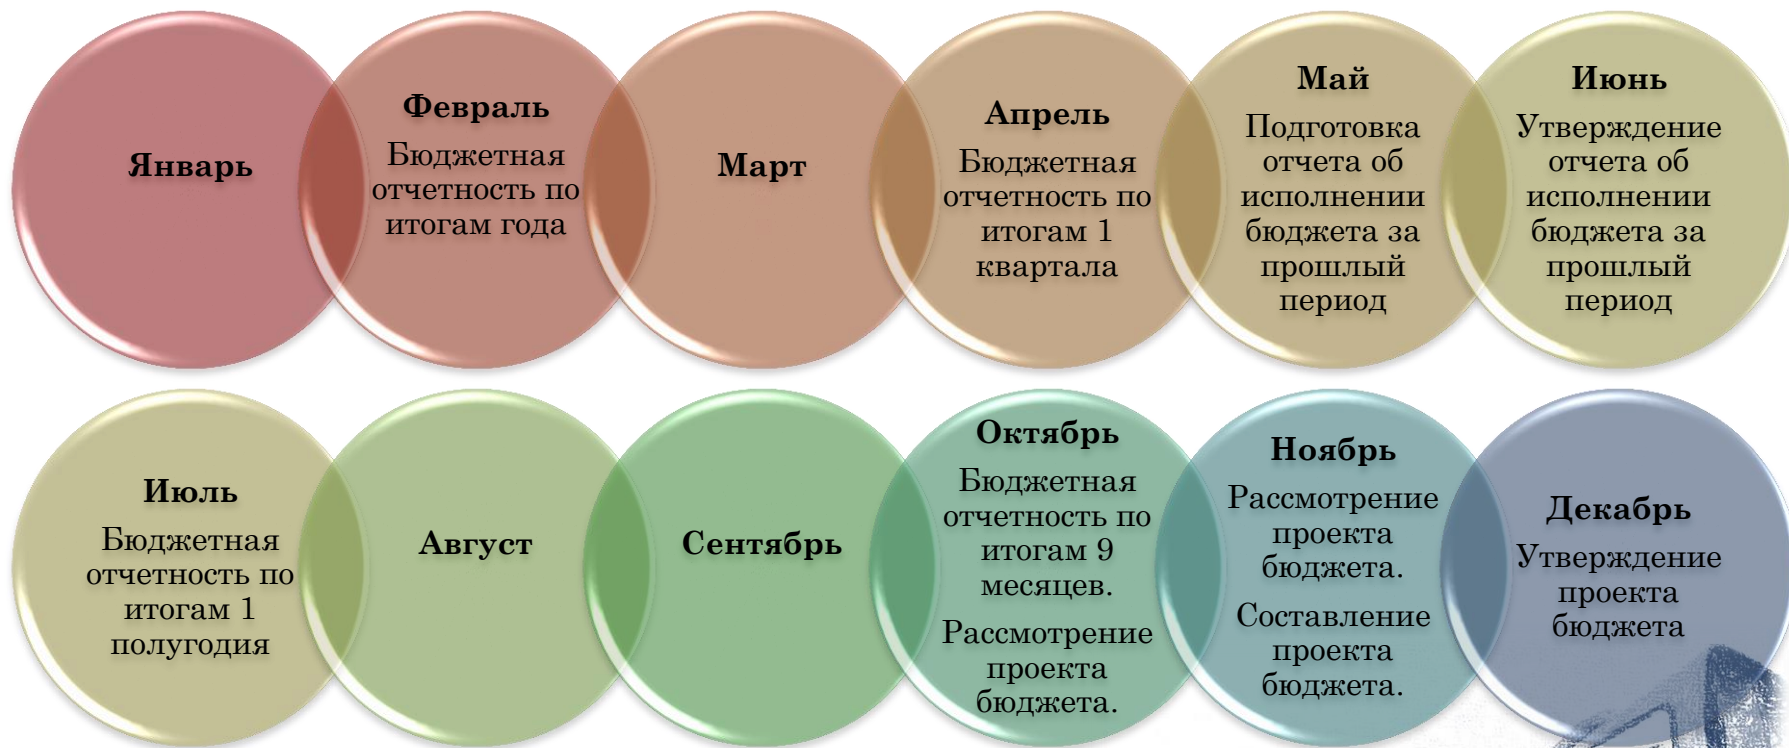 Январь
Февраль
Бюджетная
отчетность по
итогам года
Март
Апрель
Бюджетная
отчетность по
итогам 1
квартала
Май
Подготовка
отчета об
исполнении
бюджета за
прошлый
период
Июнь
Утверждение
отчета об
исполнении
бюджета за
прошлый
период
Июль
Бюджетная
отчетность по
итогам 1
полугодия
Август
Сентябрь
Октябрь
Бюджетная
отчетность по
итогам 9
месяцев.
Рассмотрение
проекта
бюджета.
Ноябрь
Рассмотрение
проекта
бюджета.
Составление
проекта
бюджета.
Декабрь
Утверждение
проекта
бюджета